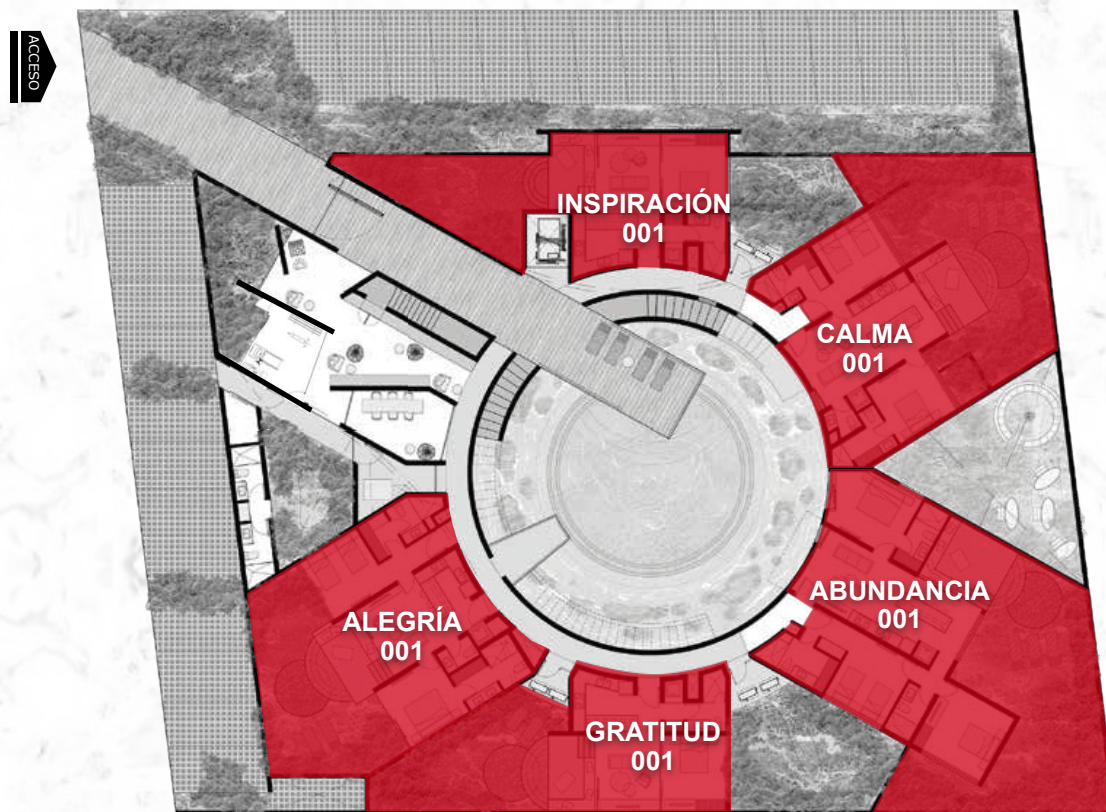 ACCESO
INSPIRACIÓN
001
CALMA
001
ABUNDANCIA
001
ALEGRÍA
001
GRATITUD
001